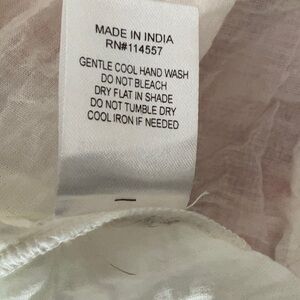 MADE IN INDIA
RN#114557
GENTLE COOL HAND WASH
DO NOT BLEACH
DRY FLAT IN SHADE
DO NOT TUMBLE DRY
COOL IRON IF NEEDED